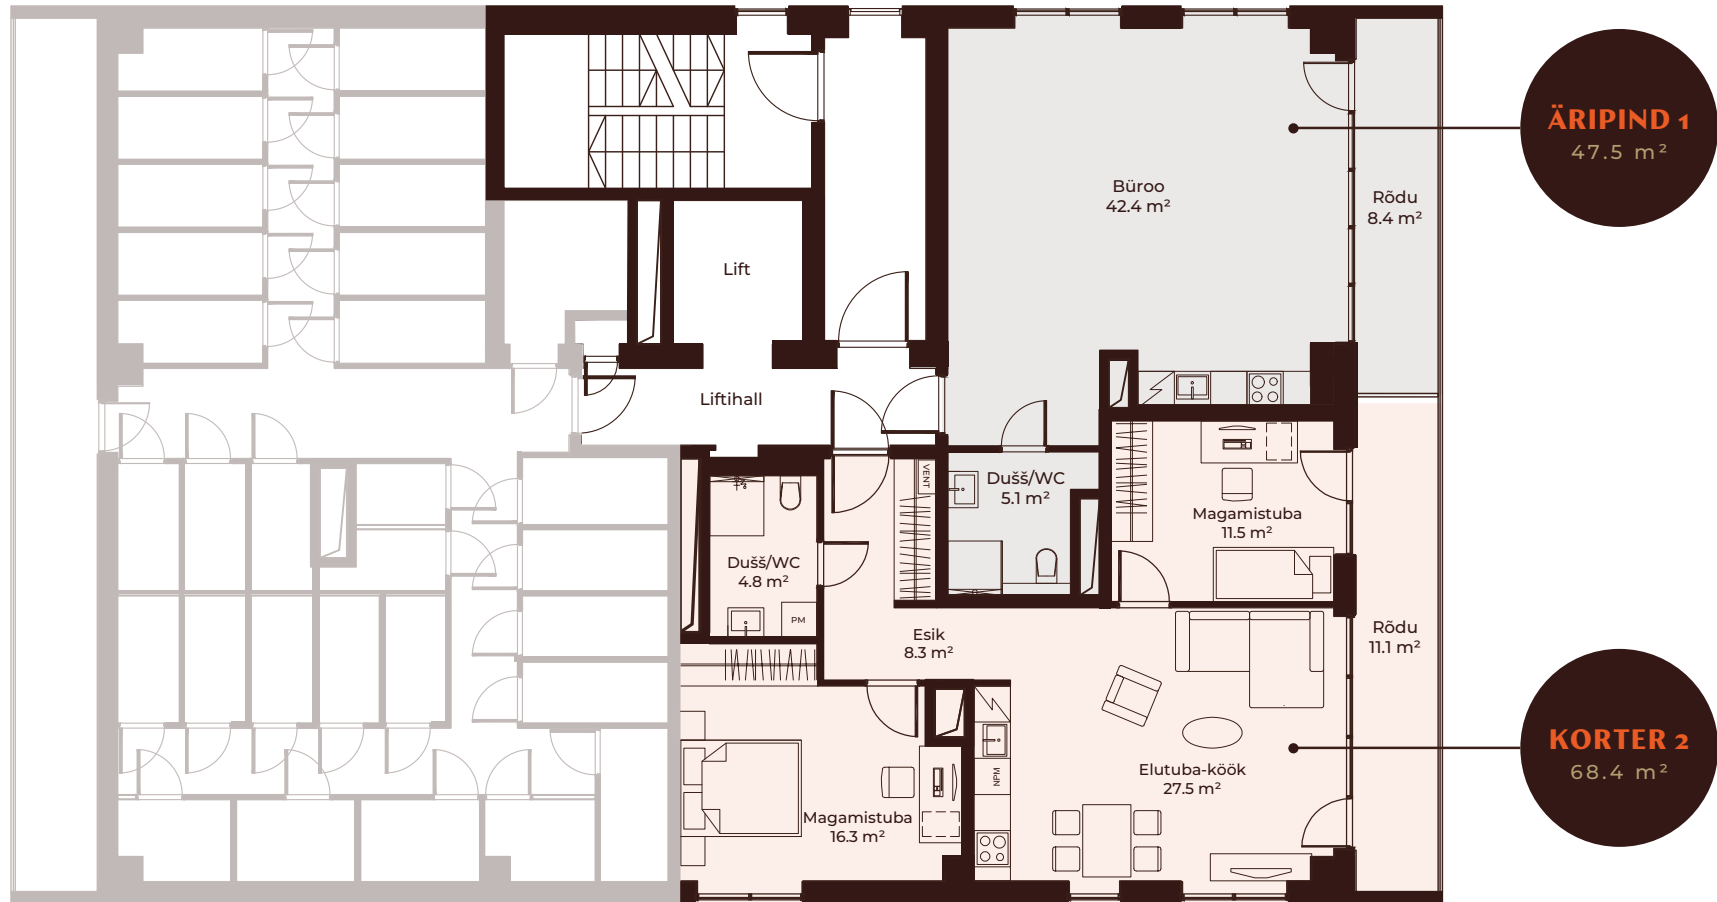 ÄRIPIND 1
47.5 m²
Büroo
42.4 m²
Rõdu
8.4 m²
Lift
Liftihall
VENT
Dušš/WC
5.1 m²
Magamistuba
11.5 m²
Dušš/WC
4.8 m²
PM
Esik
8.3 m²
Rõdu
11.1 m²
KORTER 2
68.4 m²
NPM
Elutuba-köök
27.5 m²
Magamistuba
16.3 m²